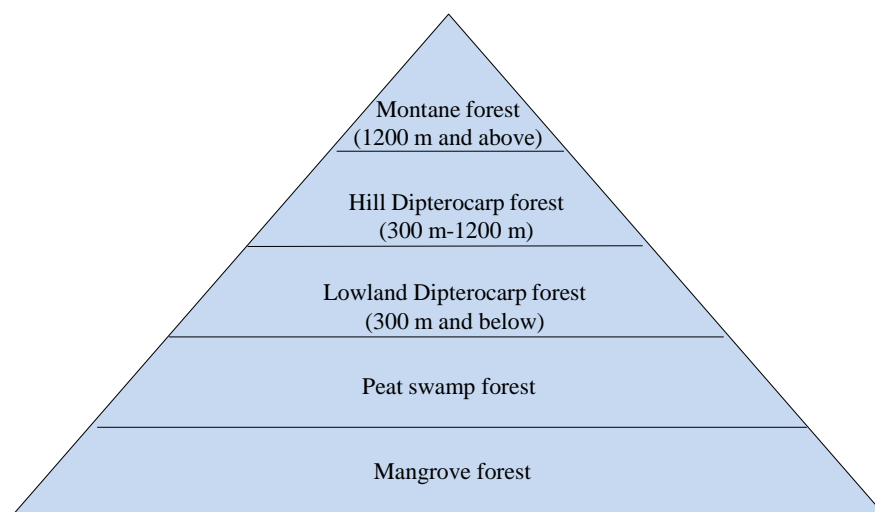 Montane forest
(1200 m and above)
Hill Dipterocarp forest
(300 m-1200 m)
Lowland Dipterocarp forest
(300 m and below)
Peat swamp forest
Mangrove forest